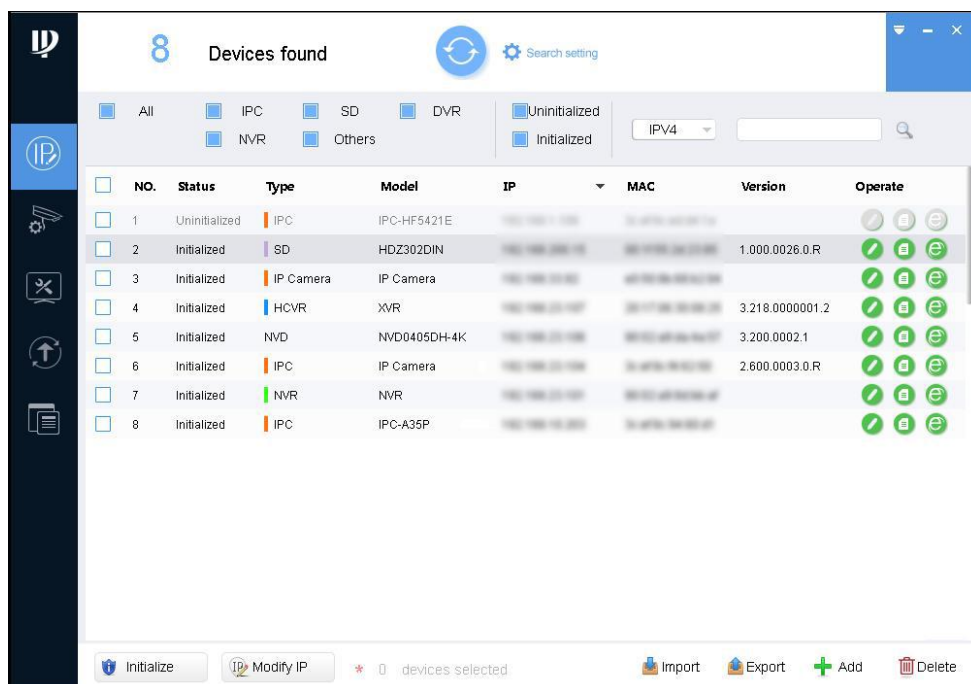 8 Devices found Search setting
All IPC SD DVR Uninitialized
NVR Others Initialized IPV4
NO. Status Type Model IP MAC Version Operate
1 Uninitialized IPC IPC-HF5421E
2 Initialized SD HDZ302DIN 1.000.0026.0.R
3 Initialized IP Camera IP Camera
4 Initialized HCVR XVR 3.218.0000001.2
5 Initialized NVD NVD0405DH-4K 3.200.0002.1
6 Initialized IPC IP Camera 2.600.0003.0.R
7 Initialized NVR NVR
8 Initialized IPC IPC-A35P
Initialize Modify IP * 0 devices selected Import Export Add Delete